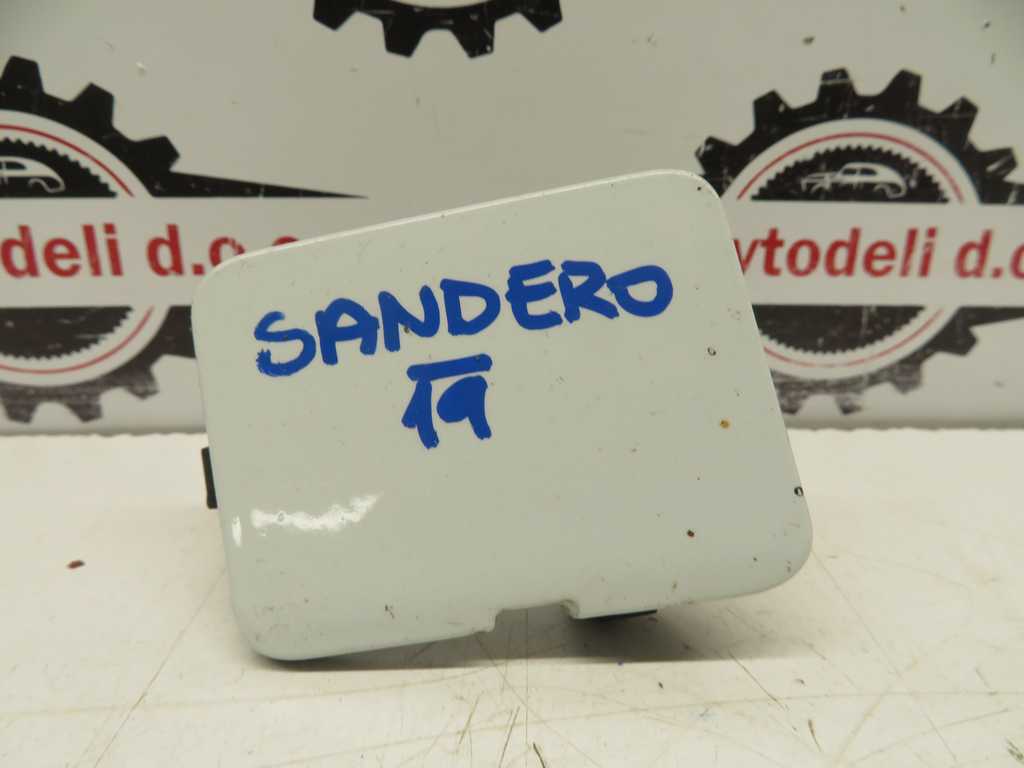 deli d.o
vtodeli d.o
SANDERO
19